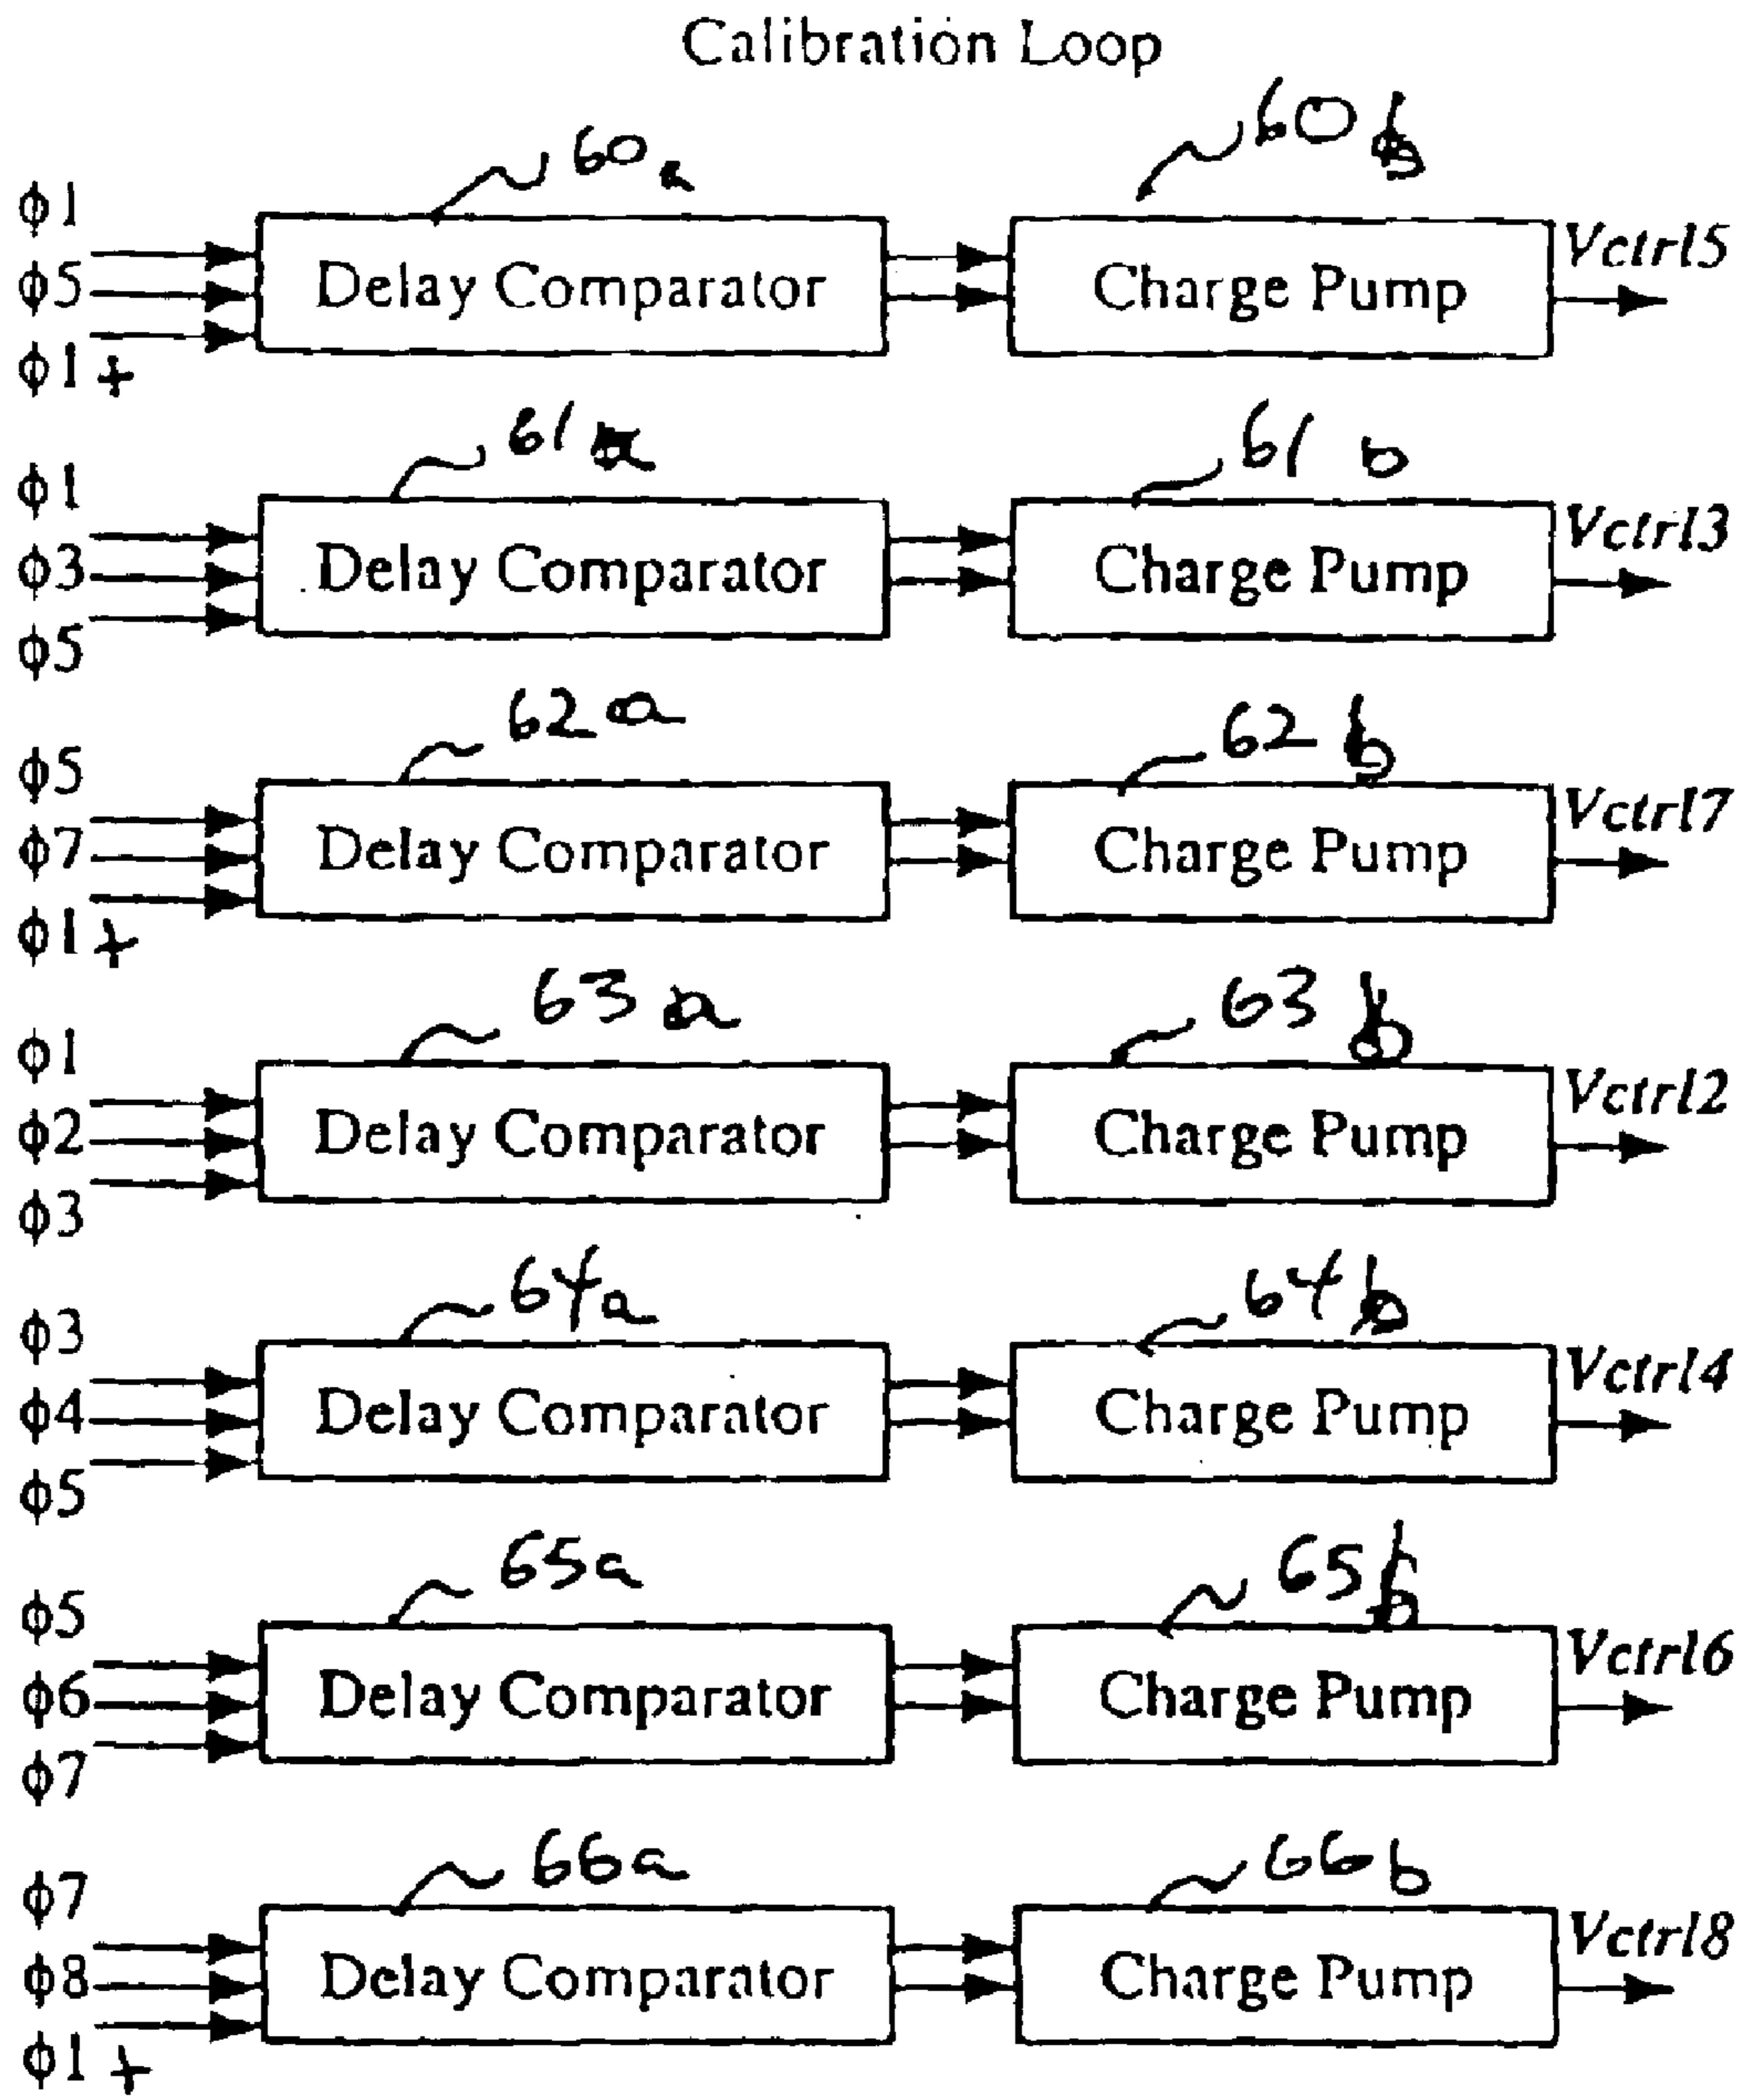 Calibration Loop
60a 60b
ϕ1
ϕ5 Delay Comparator Charge Pump Vctrl5
ϕ1+
61a 61b
ϕ1
ϕ3 Delay Comparator Charge Pump Vctrl3
ϕ5
62a 62b
ϕ5
ϕ7 Delay Comparator Charge Pump Vctrl7
ϕ1+
63a 63b
ϕ1
ϕ2 Delay Comparator Charge Pump Vctrl2
ϕ3
64a 64b
ϕ3
ϕ4 Delay Comparator Charge Pump Vctrl4
ϕ5
65a 65b
ϕ5
ϕ6 Delay Comparator Charge Pump Vctrl6
ϕ7
66a 66b
ϕ7
ϕ8 Delay Comparator Charge Pump Vctrl8
ϕ1+